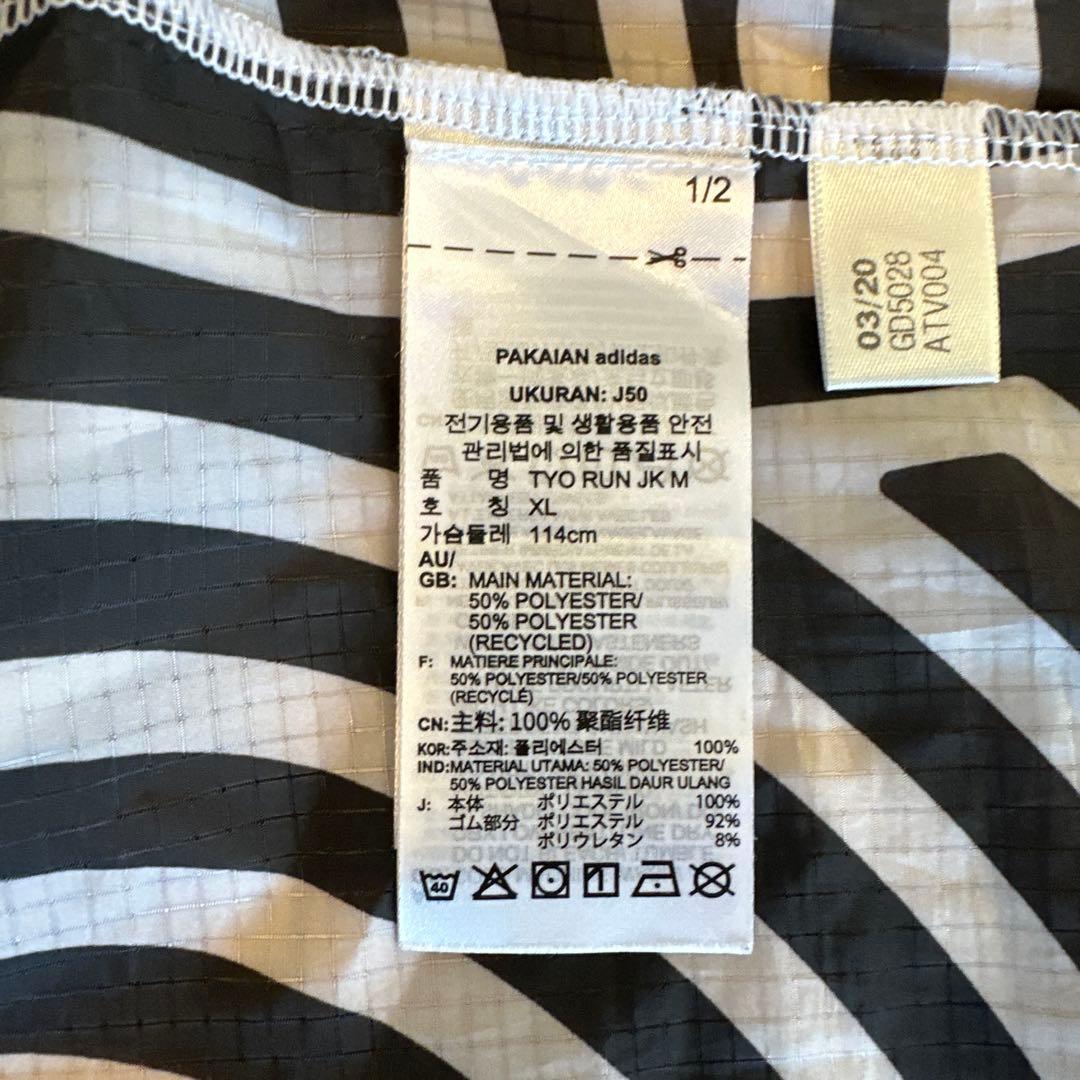 1/2
PAKAIAN adidas
UKURAN: J50
전기용품 및 생활용품 안전
관리법에 의한 품질표시
품 명 TYO RUN JK M
호 칭 XL
가슴둘레 114cm
AU/
GB: MAIN MATERIAL:
50% POLYESTER/
50% POLYESTER
(RECYCLED)
F: MATIERE PRINCIPALE:
50% POLYESTER/50% POLYESTER
(RECYCLÉ)
CN: 主料: 100% 聚酯纤维
KOR: 주소재: 폴리에스터 100%
IND: MATERIAL UTAMA: 50% POLYESTER/
50% POLYESTER HASIL DAUR ULANG
J: 本体 ポリエステル 100%
ゴム部分 ポリエステル 92%
ポリウレタン 8%
40
03/20
GD5028
ATV004